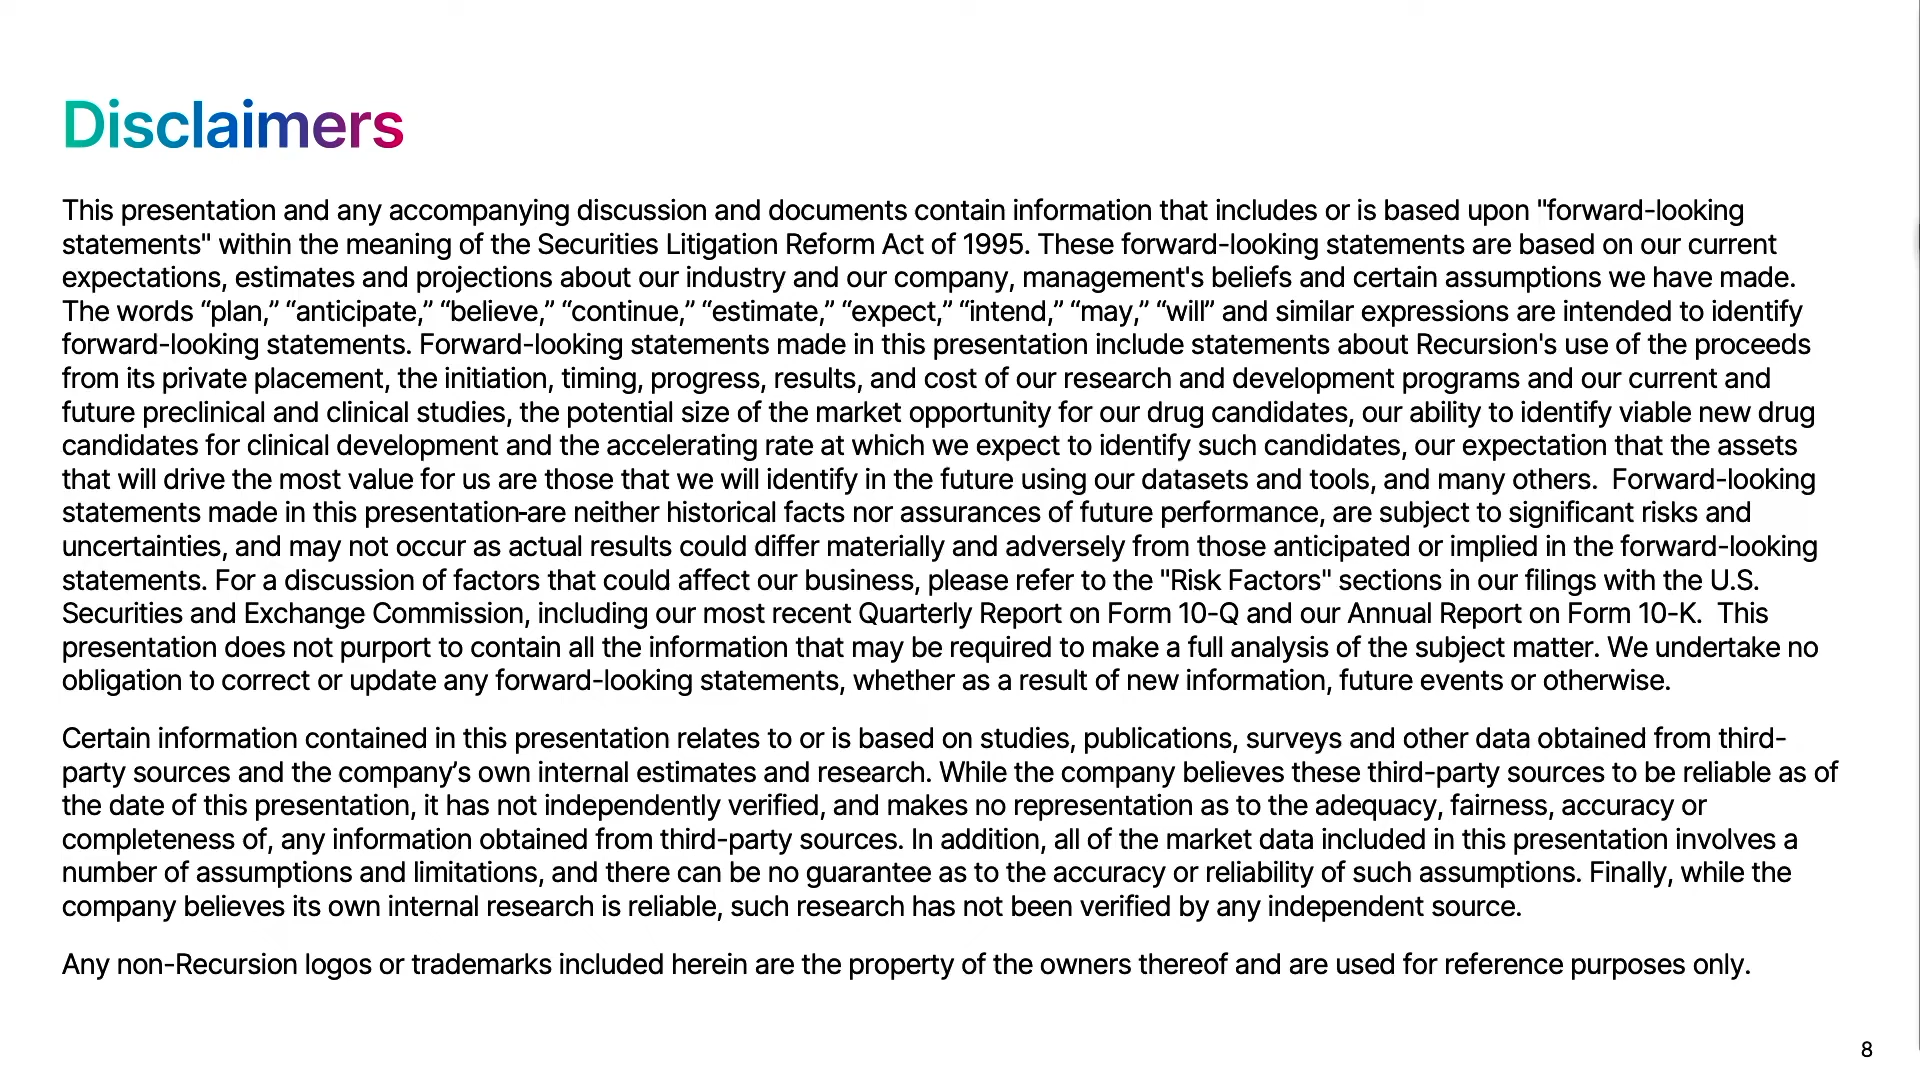 Disclaimers
This presentation and any accompanying discussion and documents contain information that includes or is based upon "forward-looking
statements" within the meaning of the Securities Litigation Reform Act of 1995. These forward-looking statements are based on our current
expectations, estimates and projections about our industry and our company, management's beliefs and certain assumptions we have made.
The words “plan,” “anticipate,” “believe,” “continue,” “estimate,” “expect,” “intend,” “may,” “will” and similar expressions are intended to identify
forward-looking statements. Forward-looking statements made in this presentation include statements about Recursion's use of the proceeds
from its private placement, the initiation, timing, progress, results, and cost of our research and development programs and our current and
future preclinical and clinical studies, the potential size of the market opportunity for our drug candidates, our ability to identify viable new drug
candidates for clinical development and the accelerating rate at which we expect to identify such candidates, our expectation that the assets
that will drive the most value for us are those that we will identify in the future using our datasets and tools, and many others.  Forward-looking
statements made in this presentation-are neither historical facts nor assurances of future performance, are subject to significant risks and
uncertainties, and may not occur as actual results could differ materially and adversely from those anticipated or implied in the forward-looking
statements. For a discussion of factors that could affect our business, please refer to the "Risk Factors" sections in our filings with the U.S.
Securities and Exchange Commission, including our most recent Quarterly Report on Form 10-Q and our Annual Report on Form 10-K.  This
presentation does not purport to contain all the information that may be required to make a full analysis of the subject matter. We undertake no
obligation to correct or update any forward-looking statements, whether as a result of new information, future events or otherwise.
Certain information contained in this presentation relates to or is based on studies, publications, surveys and other data obtained from third-
party sources and the company’s own internal estimates and research. While the company believes these third-party sources to be reliable as of
the date of this presentation, it has not independently verified, and makes no representation as to the adequacy, fairness, accuracy or
completeness of, any information obtained from third-party sources. In addition, all of the market data included in this presentation involves a
number of assumptions and limitations, and there can be no guarantee as to the accuracy or reliability of such assumptions. Finally, while the
company believes its own internal research is reliable, such research has not been verified by any independent source.
Any non-Recursion logos or trademarks included herein are the property of the owners thereof and are used for reference purposes only.
8